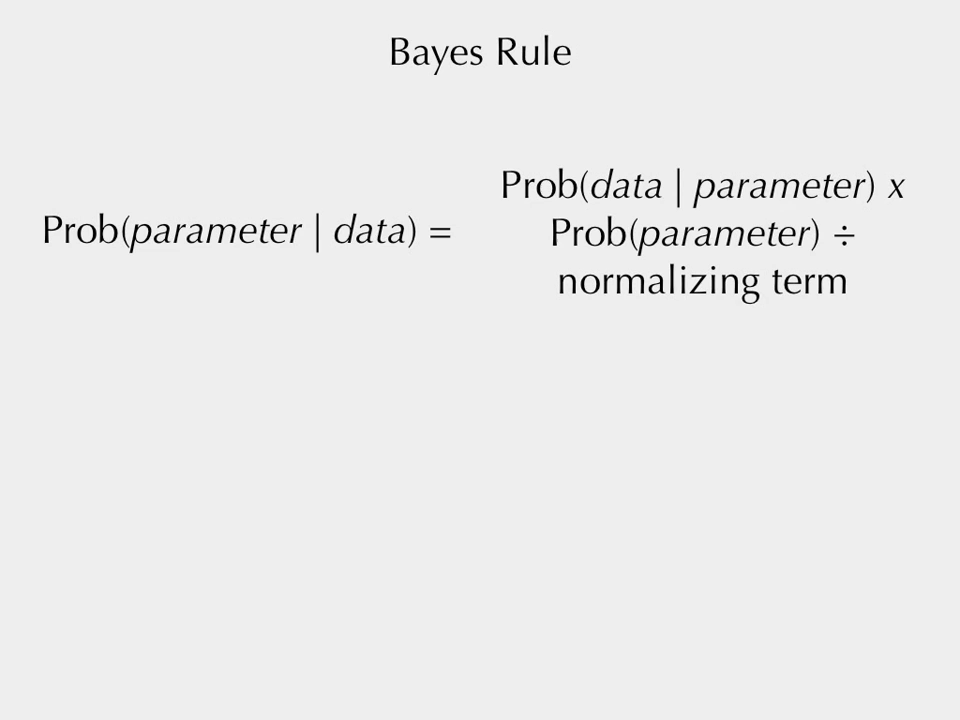 Bayes Rule
Prob(parameter | data) =
Prob(data | parameter) x
Prob(parameter) ÷
normalizing term